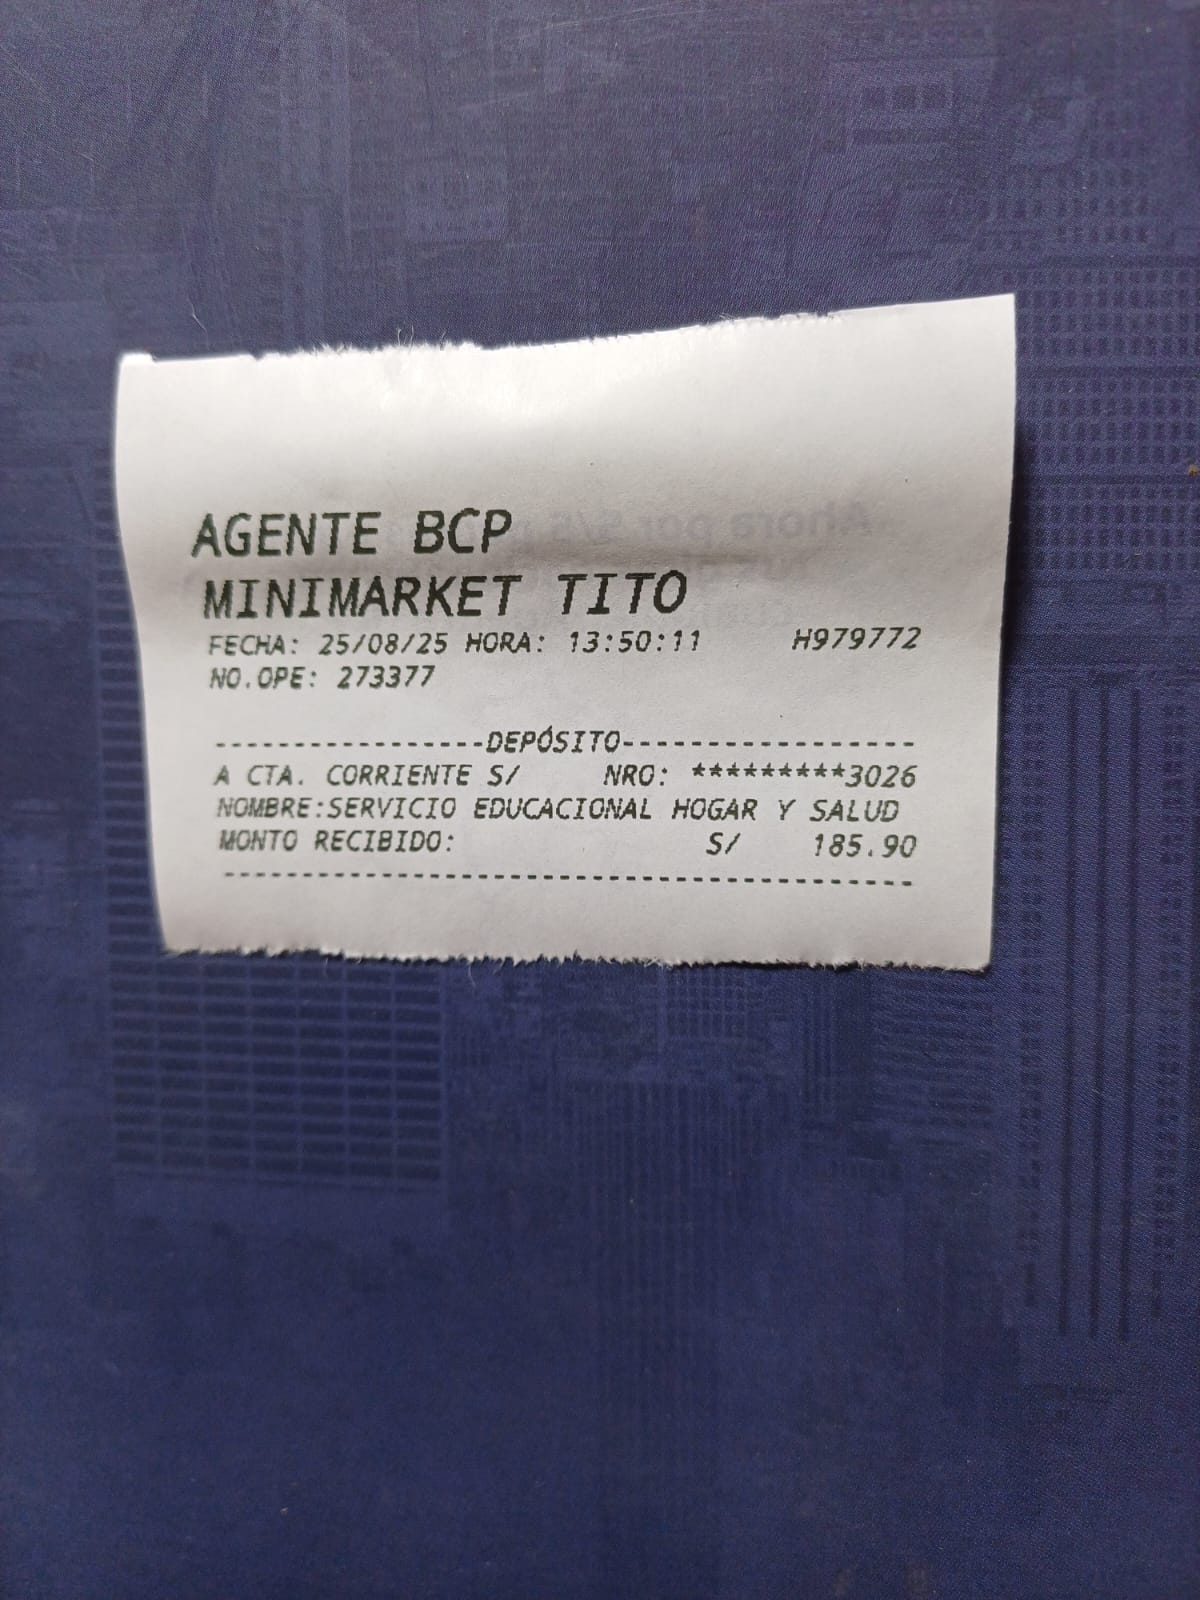 AGENTE BCP
MINIMARKET TITO
FECHA: 25/08/25 HORA: 13:50:11 H979772
NO.OPE: 273377
-----------------DEPÓSITO-------------------
A CTA. CORRIENTE S/ NRO: **********3026
NOMBRE:SERVICIO EDUCACIONAL HOGAR Y SALUD
MONTO RECIBIDO: S/ 185.90
--------------------------------------------